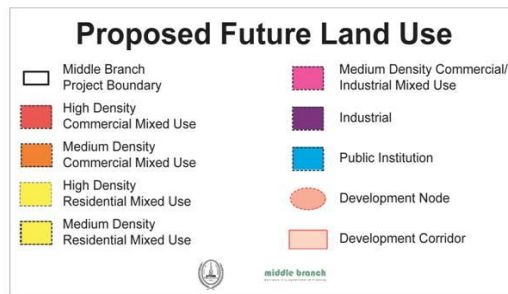 Proposed Future Land Use
Middle Branch
Project Boundary
High Density
Commercial Mixed Use
Medium Density
Commercial Mixed Use
High Density
Residential Mixed Use
Medium Density
Residential Mixed Use
Medium Density Commercial/
Industrial Mixed Use
Industrial
Public Institution
Development Node
Development Corridor
middle branch